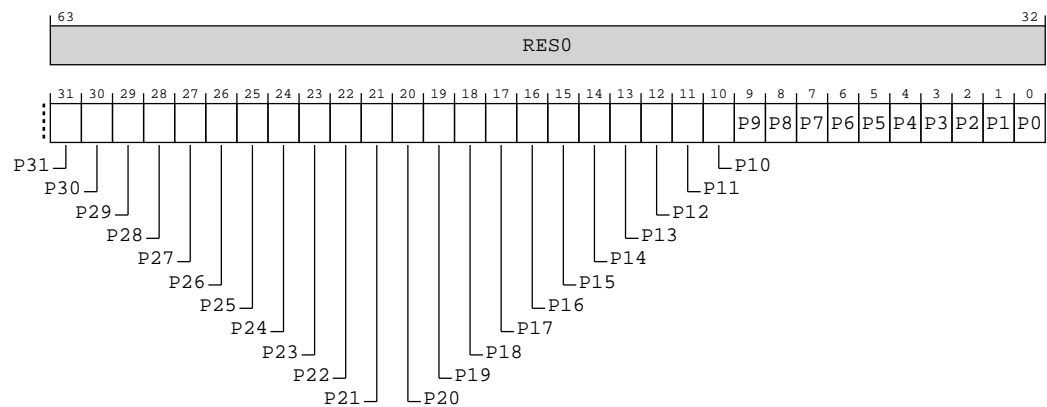 63 32
RES0
31 30 29 28 27 26 25 24 23 22 21 20 19 18 17 16 15 14 13 12 11 10 9 8 7 6 5 4 3 2 1 0
P9 P8 P7 P6 P5 P4 P3 P2 P1 P0
P31 P10
P30 P11
P29 P12
P28 P13
P27 P14
P26 P15
P25 P16
P24 P17
P23 P18
P22 P19
P21 P20